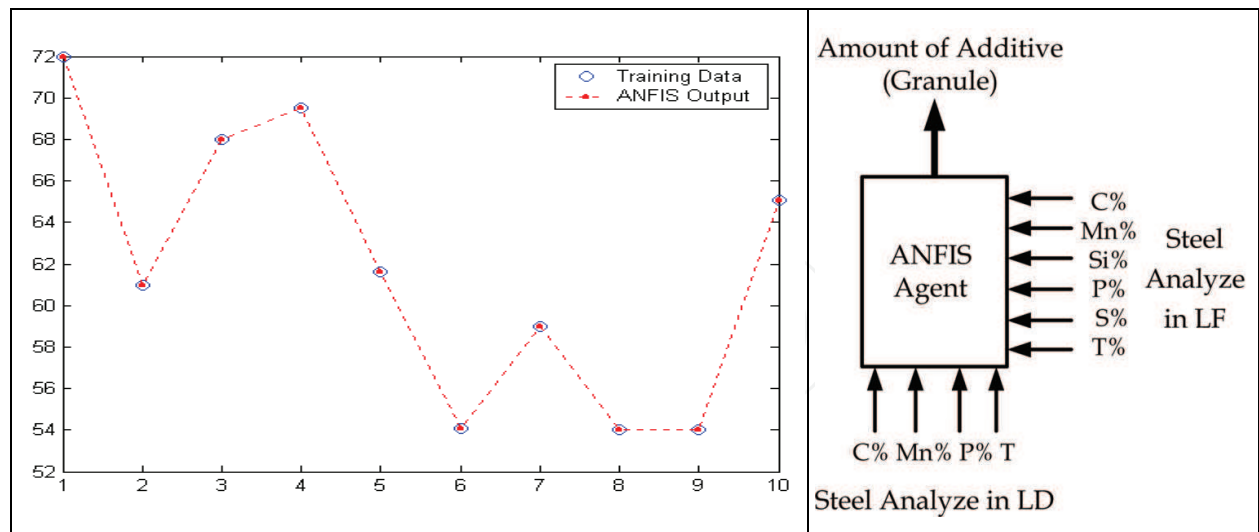 72
70
68
66
64
62
60
58
56
54
52
1 2 3 4 5 6 7 8 9 10
Training Data
ANFIS Output
Amount of Additive
(Granule)
ANFIS
Agent
C%
Mn%
Si%
P%
S%
T%
Steel
Analyze
in LF
C% Mn% P% T
Steel Analyze in LD